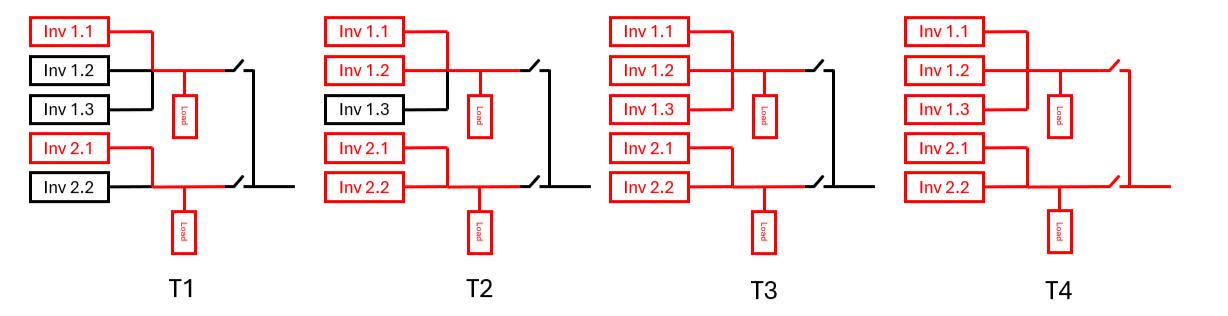 Inv 1.1
Inv 1.2
Inv 1.3
Inv 2.1
Inv 2.2
Load
Load
T1
Inv 1.1
Inv 1.2
Inv 1.3
Inv 2.1
Inv 2.2
Load
Load
T2
Inv 1.1
Inv 1.2
Inv 1.3
Inv 2.1
Inv 2.2
Load
Load
T3
Inv 1.1
Inv 1.2
Inv 1.3
Inv 2.1
Inv 2.2
Load
Load
T4